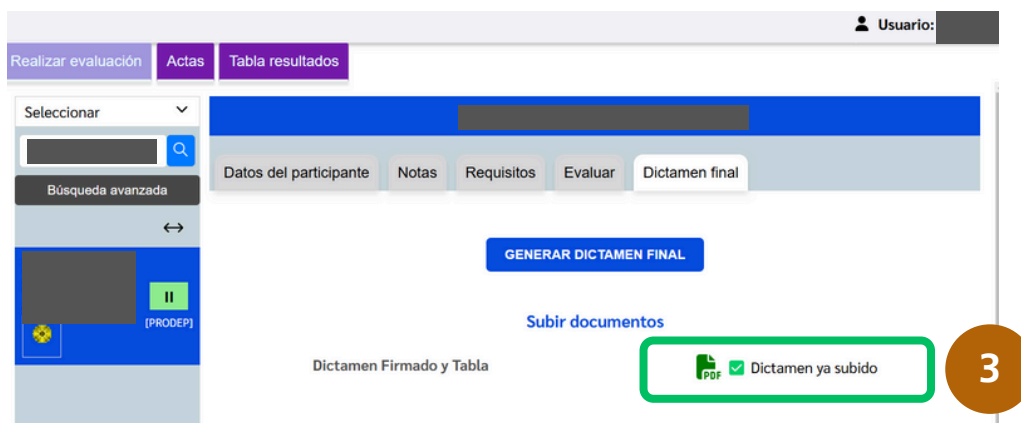 Usuario:
Realizar evaluación Actas Tabla resultados
Seleccionar
Búsqueda avanzada
Datos del participante Notas Requisitos Evaluar Dictamen final
GENERAR DICTAMEN FINAL
II
[PRODEP]
Subir documentos
Dictamen Firmado y Tabla
PDF Dictamen ya subido
3